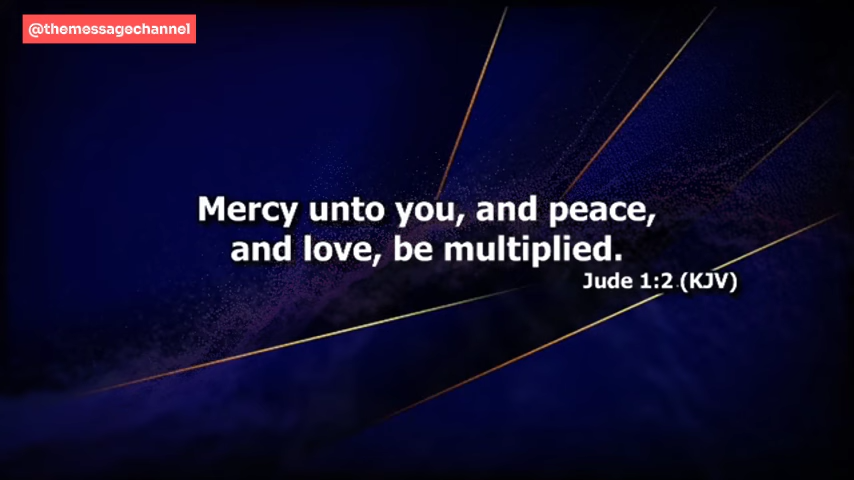 @themessagechannel
Mercy unto you, and peace,
and love, be multiplied.
Jude 1:2 (KJV)